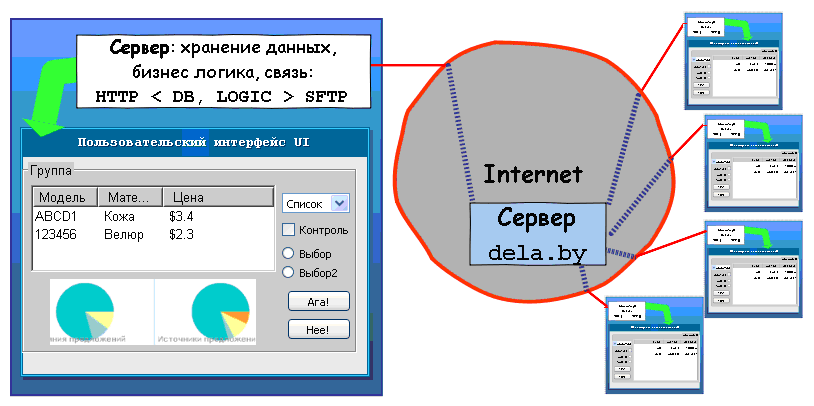 Сервер: хранение данных,
бизнес логика, связь:
HTTP < DB, LOGIC > SFTP
Пользовательский интерфейс UI
Группа
Модель Мате... Цена
ABCD1 Кожа $3.4
123456 Велюр $2.3
Список
Контроль
Выбор
Выбор2
Ага!
Нее!
ния предложений
Источники предложени
Internet
Сервер
dela.by